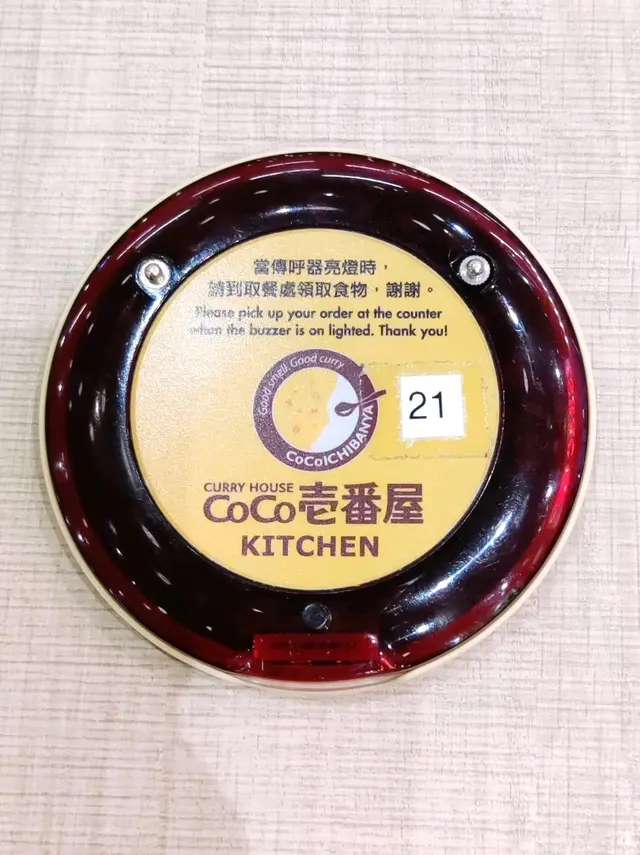 當傳呼器亮燈時，
請到取餐處領取食物，謝謝。
Please pick up your order at the counter
when the buzzer is on lighted. Thank you!
Good smell Good curry
CoCoICHIBANYA
21
CURRY HOUSE
CoCo壱番屋
KITCHEN